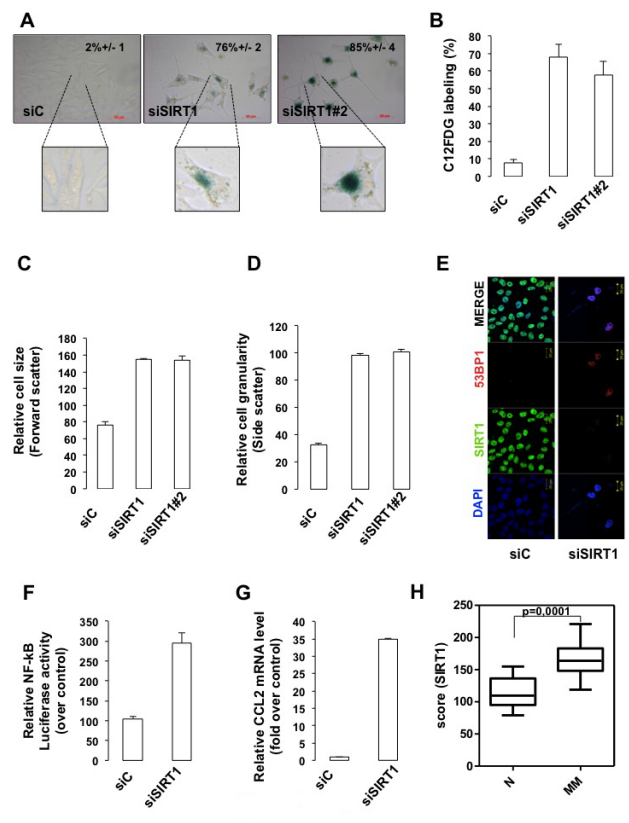 A
2%+/- 1
76%+/- 2
85%+/- 4
siC
siSIRT1
siSIRT1#2
B
C12FDG labeling (%)
80
70
60
50
40
30
20
10
0
siC
siSIRT1
siSIRT1#2
C
Relative cell size
(Forward scatter)
180
160
140
120
100
80
60
40
20
0
siC
siSIRT1
siSIRT1#2
D
Relative cell granularity
(Side scatter)
120
100
80
60
40
20
0
siC
siSIRT1
siSIRT1#2
E
MERGE
53BP1
SIRT1
DAPI
siC
siSIRT1
F
Relative NF-kB
Luciferase activity
(over control)
350
300
250
200
150
100
50
0
siC
siSIRT1
G
Relative CCL2 mRNA level
(fold over control)
40
35
30
25
20
15
10
5
0
siC
siSIRT1
H
p=0,0001
score (SIRT1)
250
200
150
100
50
0
N
MM